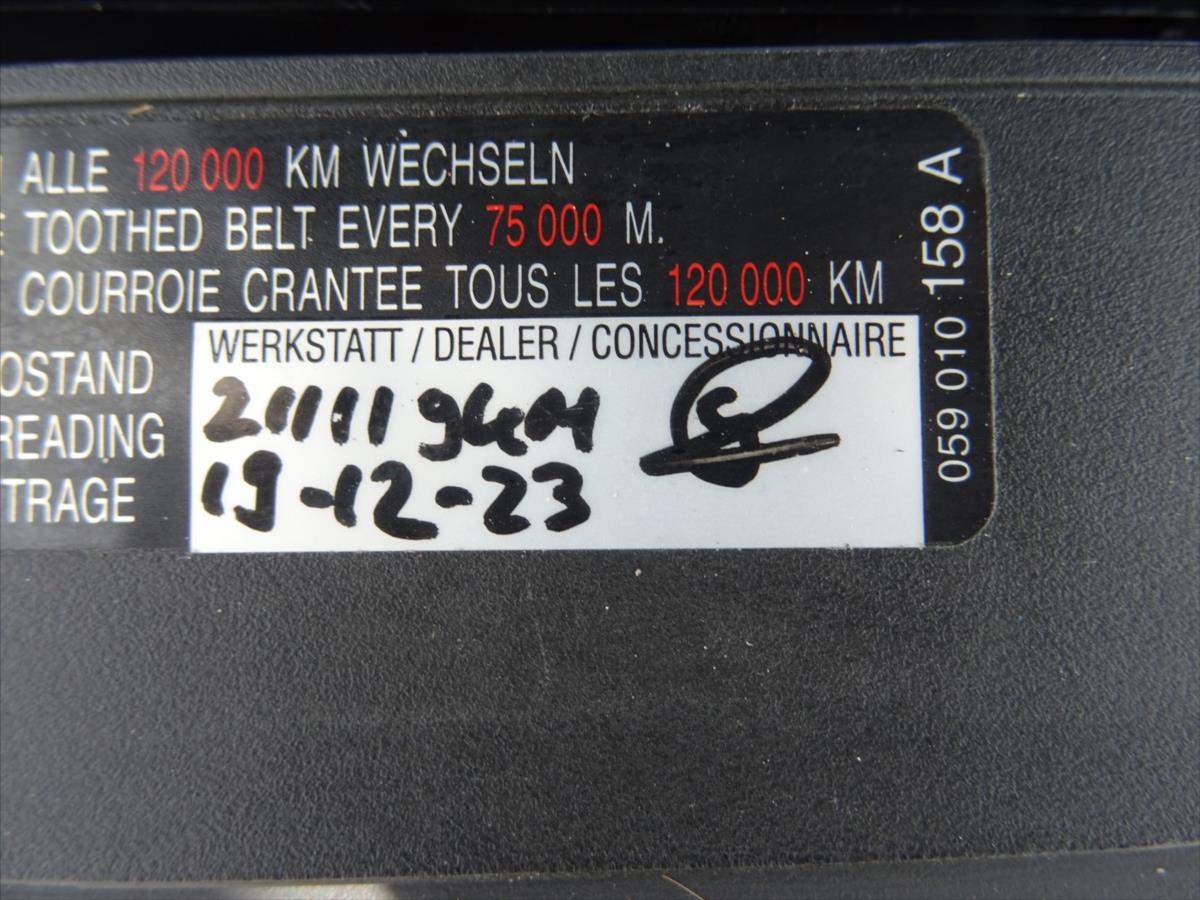 ALLE 120 000 KM WECHSELN
TOOTHED BELT EVERY 75 000 M.
COURROIE CRANTEE TOUS LES 120 000 KM
WERKSTATT / DEALER / CONCESSIONNAIRE
OSTAND
READING
TRAGE
19-12-23
059 010 158 A